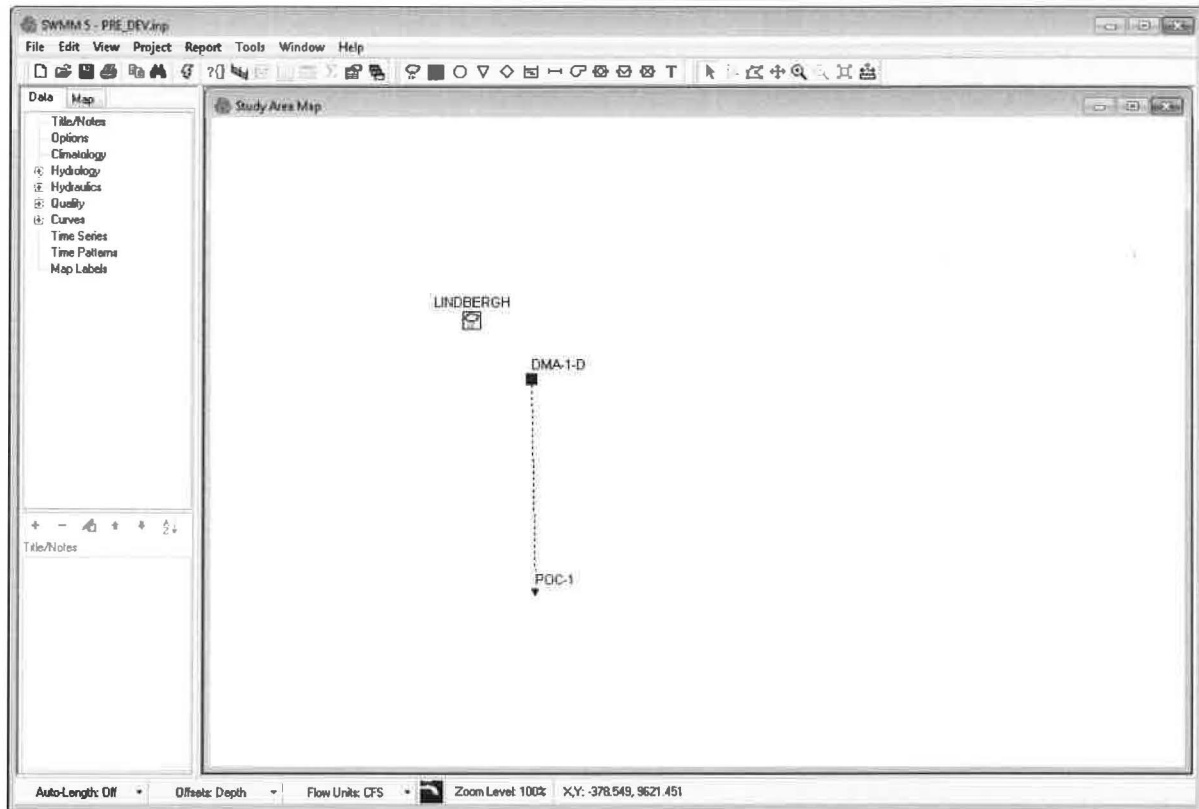 SWMM 5 - PRE_DEV.inp
File Edit View Project Report Tools Window Help
Data Map
Title/Notes
Options
Climatology
Hydrology
Hydraulics
Quality
Curves
Time Series
Time Patterns
Map Labels
Title/Notes
Study Area Map
LINDBERGH
DMA-1-D
POC-1
Auto-Length: Off Offsets: Depth Flow Units: CFS Zoom Level: 100% X,Y: -378.549, 9621.451